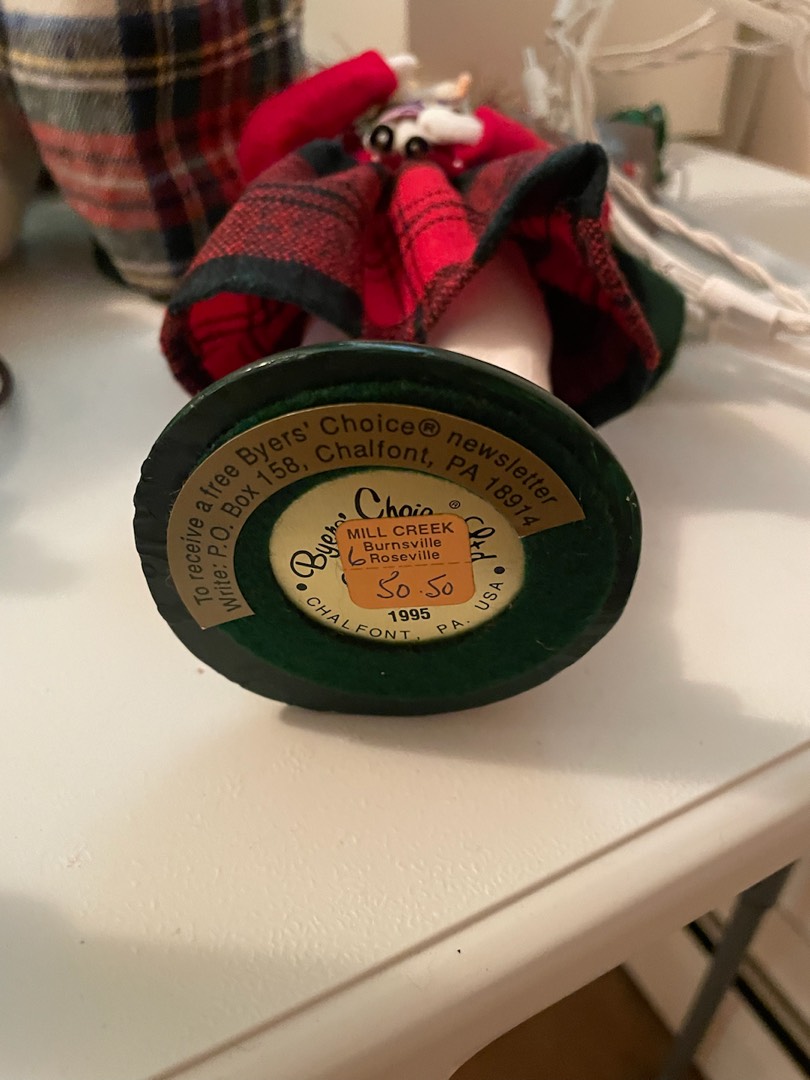 To receive a free Byers' Choice® newsletter
Write: P.O. Box 158, Chalfont, PA 18914
Byers' Choice ® Ltd
MILL CREEK
Burnsville
6 Roseville
50.50
1995
• CHALFONT, PA. USA •